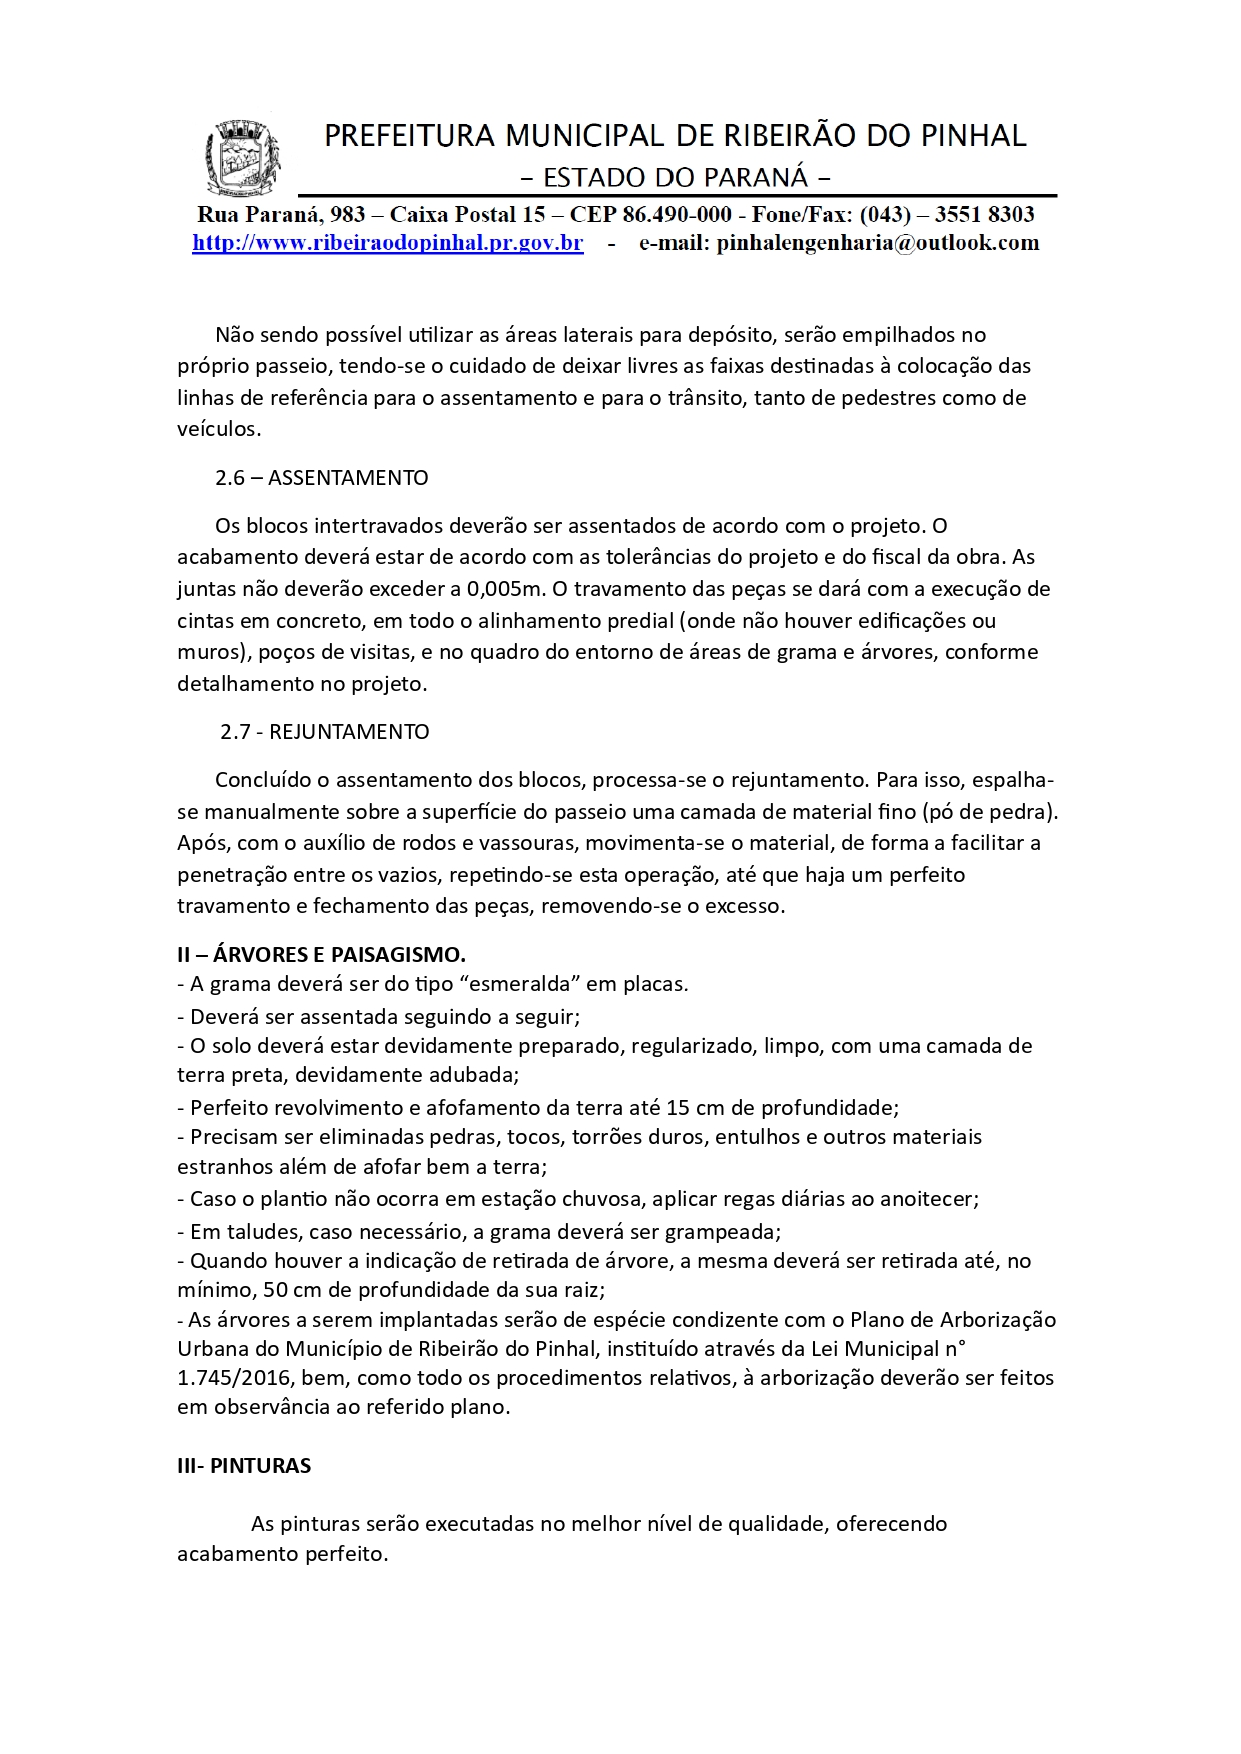 PREFEITURA MUNICIPAL DE RIBEIRÃO DO PINHAL
– ESTADO DO PARANÁ –
Rua Paraná, 983 – Caixa Postal 15 – CEP 86.490-000 - Fone/Fax: (043) – 3551 8303
http://www.ribeiraodopinhal.pr.gov.br - e-mail: pinhalengenharia@outlook.com
Não sendo possível utilizar as áreas laterais para depósito, serão empilhados no
próprio passeio, tendo-se o cuidado de deixar livres as faixas destinadas à colocação das
linhas de referência para o assentamento e para o trânsito, tanto de pedestres como de
veículos.
2.6 – ASSENTAMENTO
Os blocos intertravados deverão ser assentados de acordo com o projeto. O
acabamento deverá estar de acordo com as tolerâncias do projeto e do fiscal da obra. As
juntas não deverão exceder a 0,005m. O travamento das peças se dará com a execução de
cintas em concreto, em todo o alinhamento predial (onde não houver edificações ou
muros), poços de visitas, e no quadro do entorno de áreas de grama e árvores, conforme
detalhamento no projeto.
2.7 - REJUNTAMENTO
Concluído o assentamento dos blocos, processa-se o rejuntamento. Para isso, espalha-
se manualmente sobre a superfície do passeio uma camada de material fino (pó de pedra).
Após, com o auxílio de rodos e vassouras, movimenta-se o material, de forma a facilitar a
penetração entre os vazios, repetindo-se esta operação, até que haja um perfeito
travamento e fechamento das peças, removendo-se o excesso.
II – ÁRVORES E PAISAGISMO.
- A grama deverá ser do tipo “esmeralda” em placas.
- Deverá ser assentada seguindo a seguir;
- O solo deverá estar devidamente preparado, regularizado, limpo, com uma camada de
terra preta, devidamente adubada;
- Perfeito revolvimento e afofamento da terra até 15 cm de profundidade;
- Precisam ser eliminadas pedras, tocos, torrões duros, entulhos e outros materiais
estranhos além de afofar bem a terra;
- Caso o plantio não ocorra em estação chuvosa, aplicar regas diárias ao anoitecer;
- Em taludes, caso necessário, a grama deverá ser grampeada;
- Quando houver a indicação de retirada de árvore, a mesma deverá ser retirada até, no
mínimo, 50 cm de profundidade da sua raiz;
- As árvores a serem implantadas serão de espécie condizente com o Plano de Arborização
Urbana do Município de Ribeirão do Pinhal, instituído através da Lei Municipal n°
1.745/2016, bem, como todo os procedimentos relativos, à arborização deverão ser feitos
em observância ao referido plano.
III- PINTURAS
As pinturas serão executadas no melhor nível de qualidade, oferecendo
acabamento perfeito.